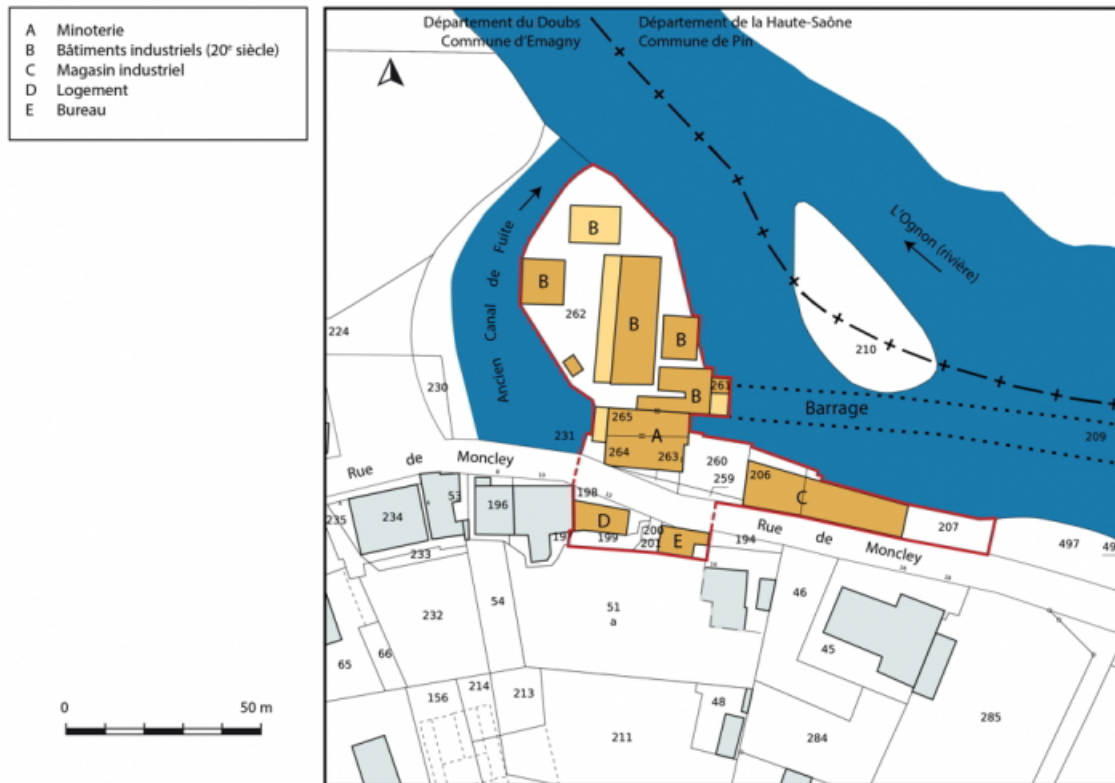 A Minoterie
B Bâtiments industriels (20e siècle)
C Magasin industriel
D Logement
E Bureau
0 50 m
Département du Doubs
Commune d'Emagny
Département de la Haute-Saône
Commune de Pin
L'Ognon (rivière)
Ancien Canal de Fuite
B
B
B
B
B
262
224
230
210
261
Barrage
209
265
A
231
264
263
260
259
206
C
207
497
49
Rue de Moncley
Rue de Moncley
198
D
199
200
201
E
194
53
196
19
235
234
233
232
54
51
a
46
45
65
66
156
214
213
211
48
284
285